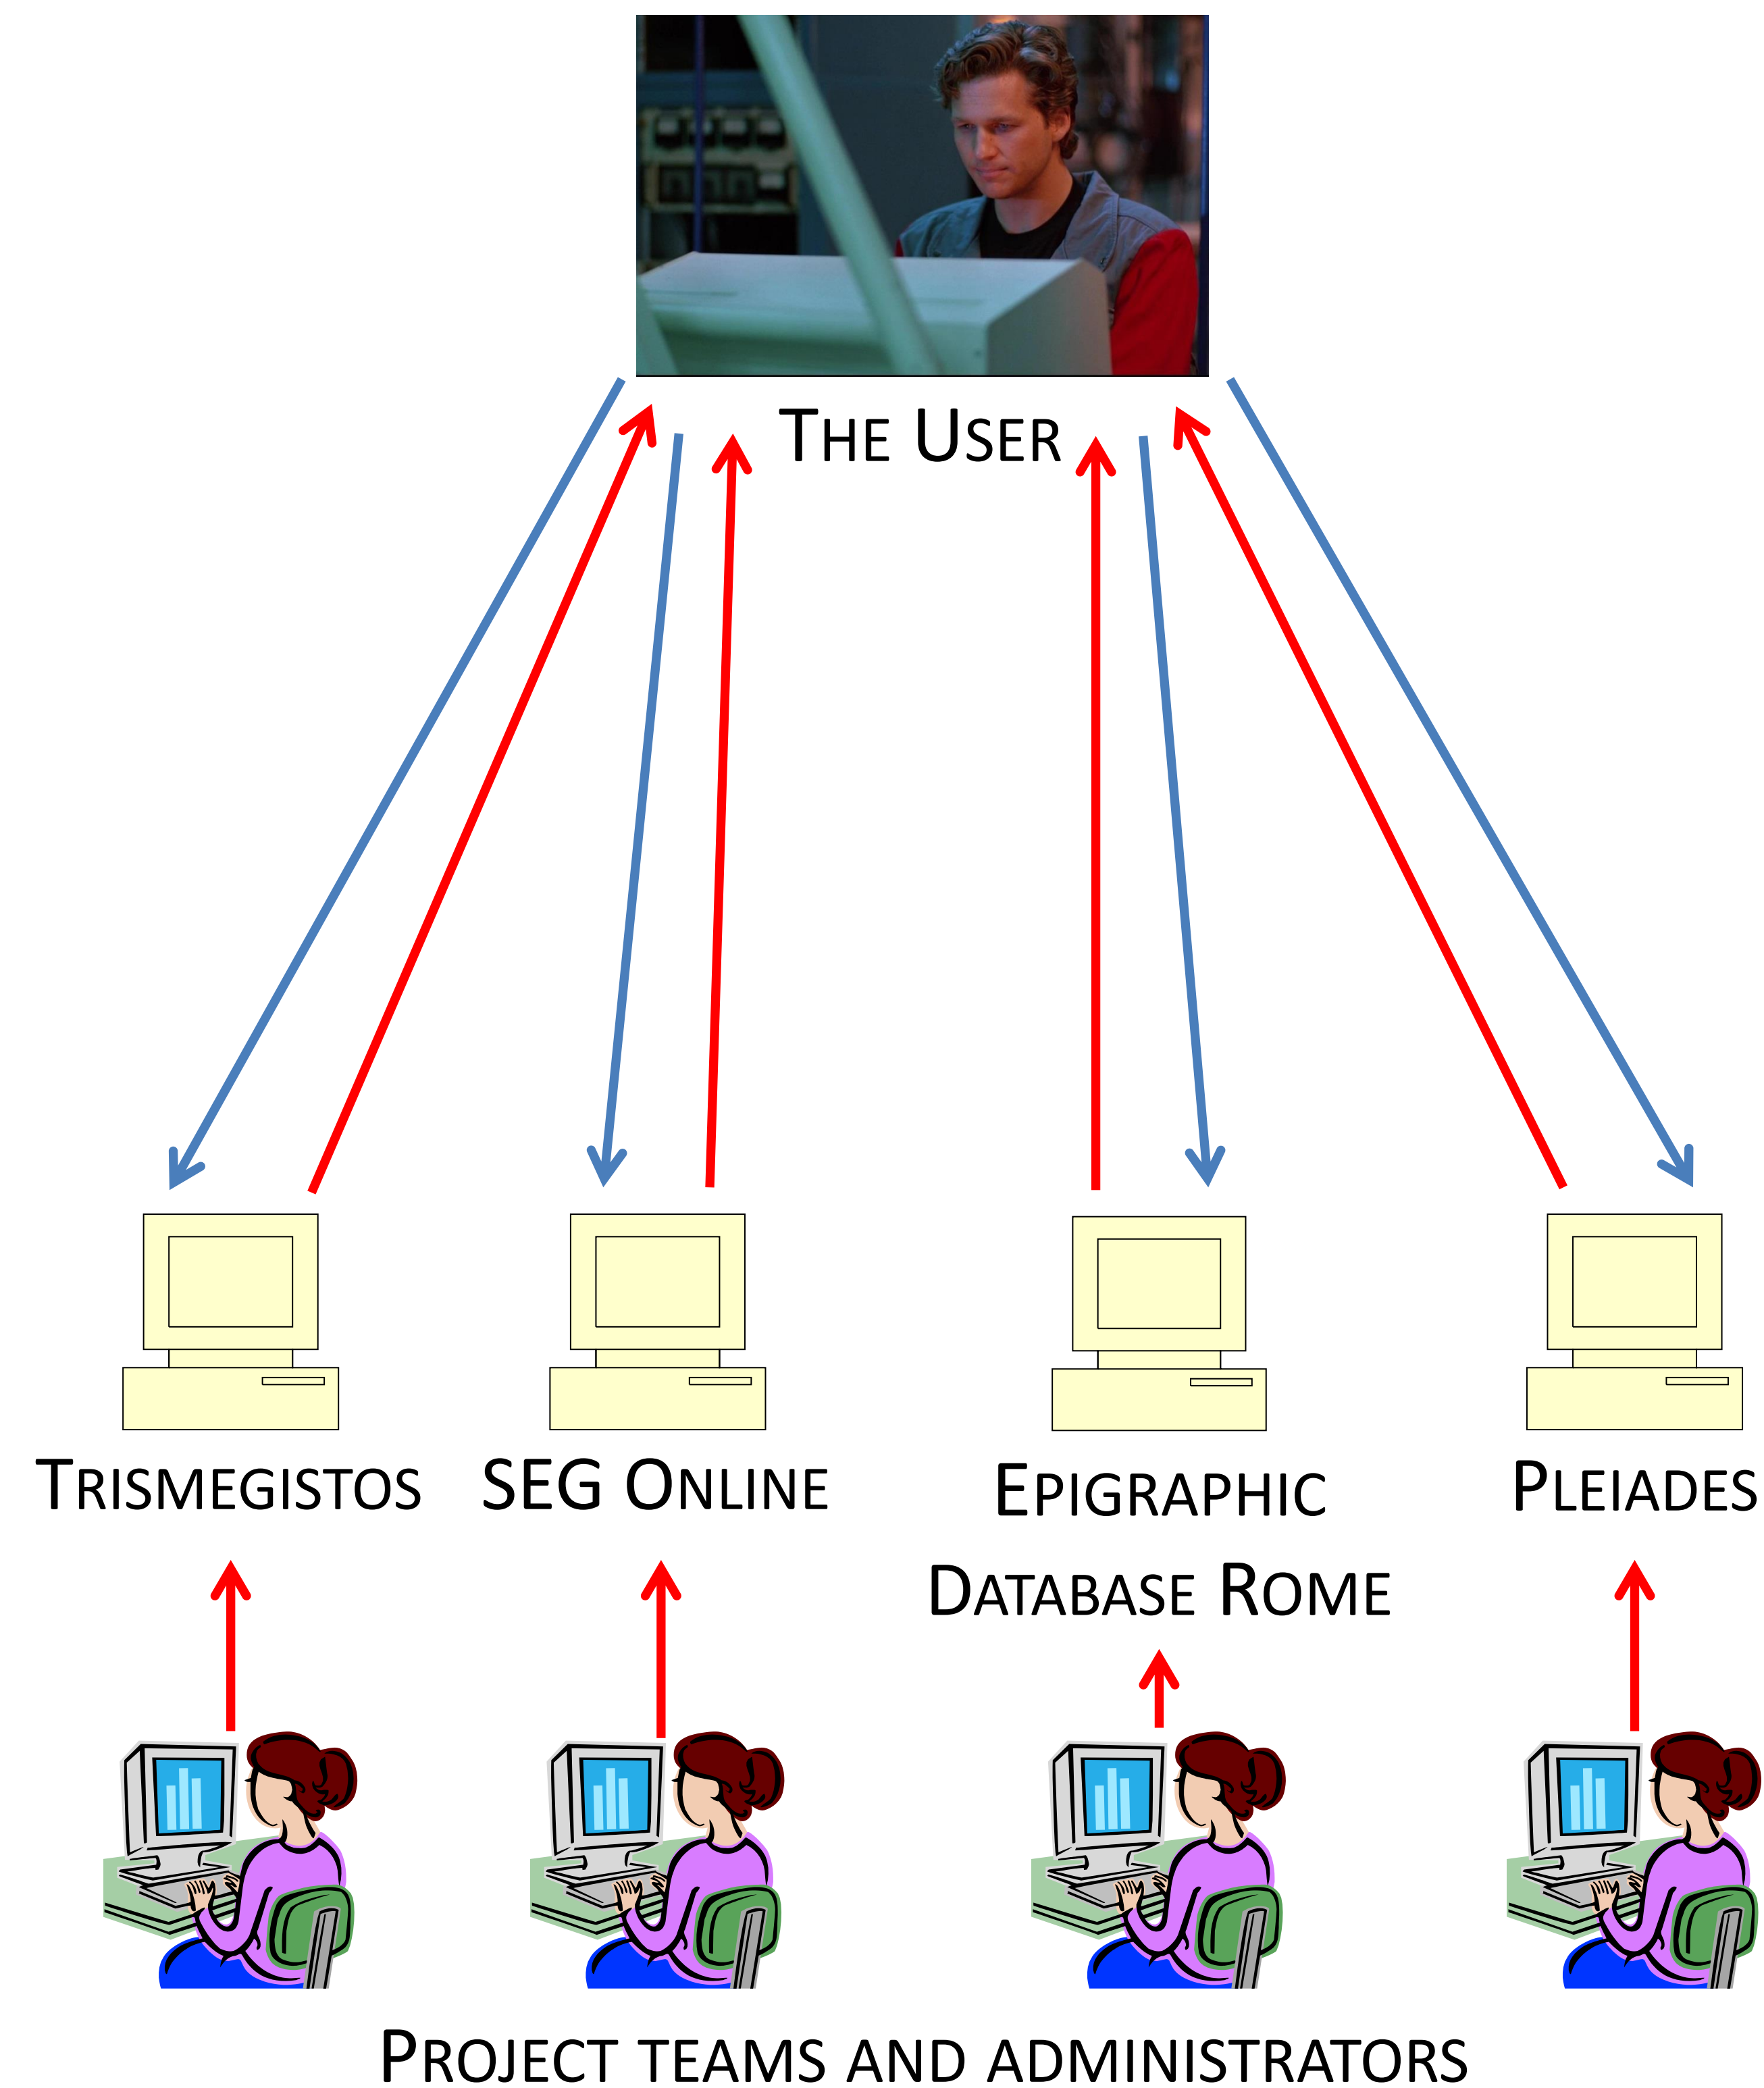 The User
Trismegistos
SEG Online
Epigraphic
Database Rome
Pleiades
Project teams and administrators